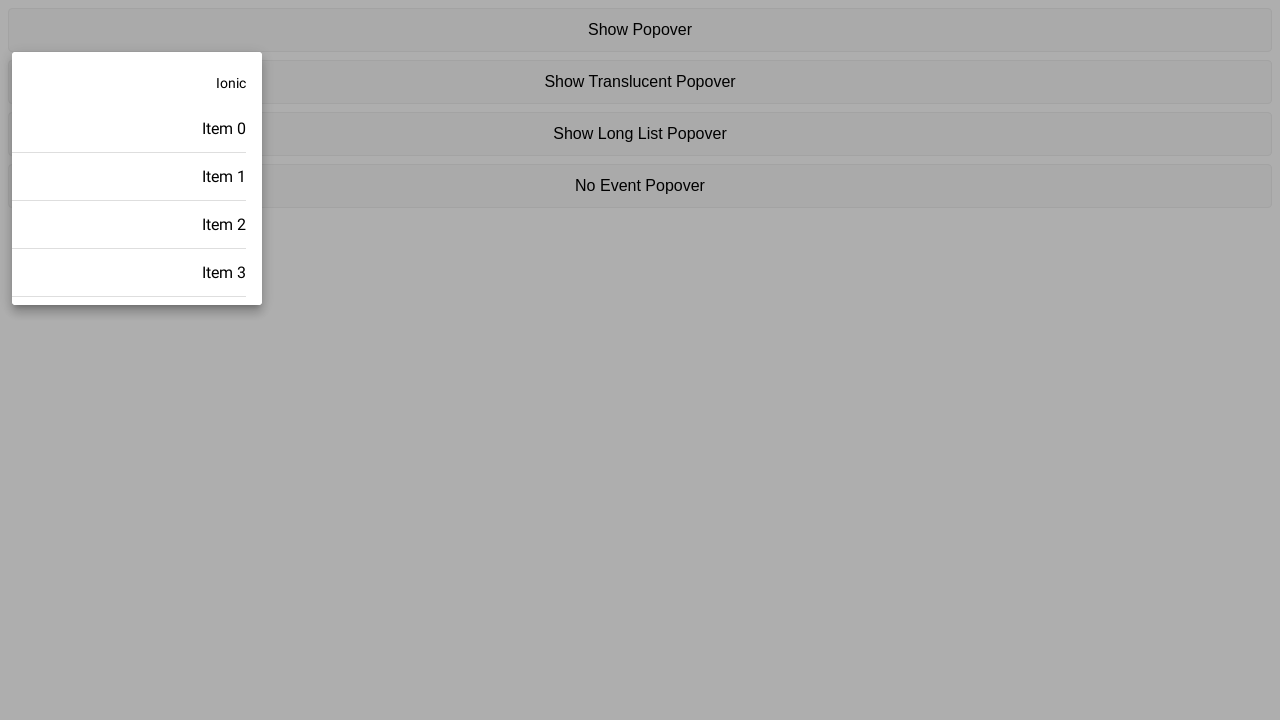 Show Popover
Show Translucent Popover
Show Long List Popover
No Event Popover
Ionic
Item 0
Item 1
Item 2
Item 3